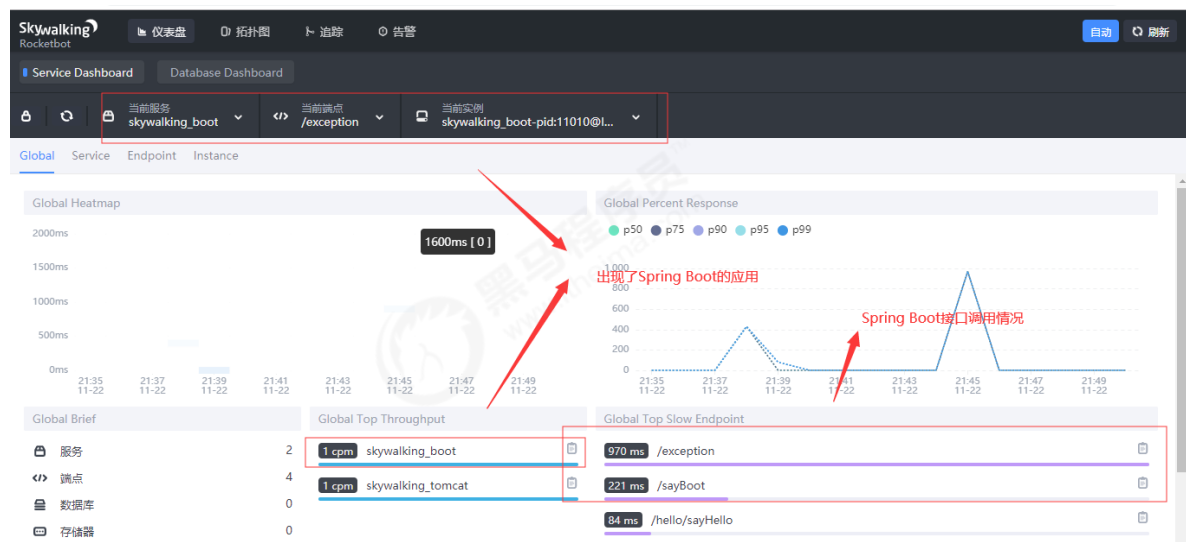 Skywalking
Rocketbot
仪表盘
拓扑图
追踪
告警
自动
刷新
Service Dashboard
Database Dashboard
当前服务
skywalking_boot
当前端点
/exception
当前实例
skywalking_boot-pid:11010@l...
Global
Service
Endpoint
Instance
Global Heatmap
2000ms
1500ms
1000ms
500ms
0ms
1600ms [ 0 ]
21:35 21:37 21:39 21:41 21:43 21:45 21:47 21:49
11-22 11-22 11-22 11-22 11-22 11-22 11-22 11-22
Global Percent Response
p50 p75 p90 p95 p99
1,000
800
600
400
200
0
出现了Spring Boot的应用
Spring Boot接口调用情况
21:35 21:37 21:39 21:41 21:43 21:45 21:47 21:49
11-22 11-22 11-22 11-22 11-22 11-22 11-22 11-22
Global Brief
服务 2
端点 4
数据库 0
存储器 0
Global Top Throughput
1 cpm skywalking_boot
1 cpm skywalking_tomcat
Global Top Slow Endpoint
970 ms /exception
221 ms /sayBoot
84 ms /hello/sayHello
黑马程序员